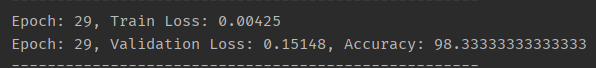 Epoch: 29, Train Loss: 0.00425
Epoch: 29, Validation Loss: 0.15148, Accuracy: 98.33333333333333
----------------------------------------------------